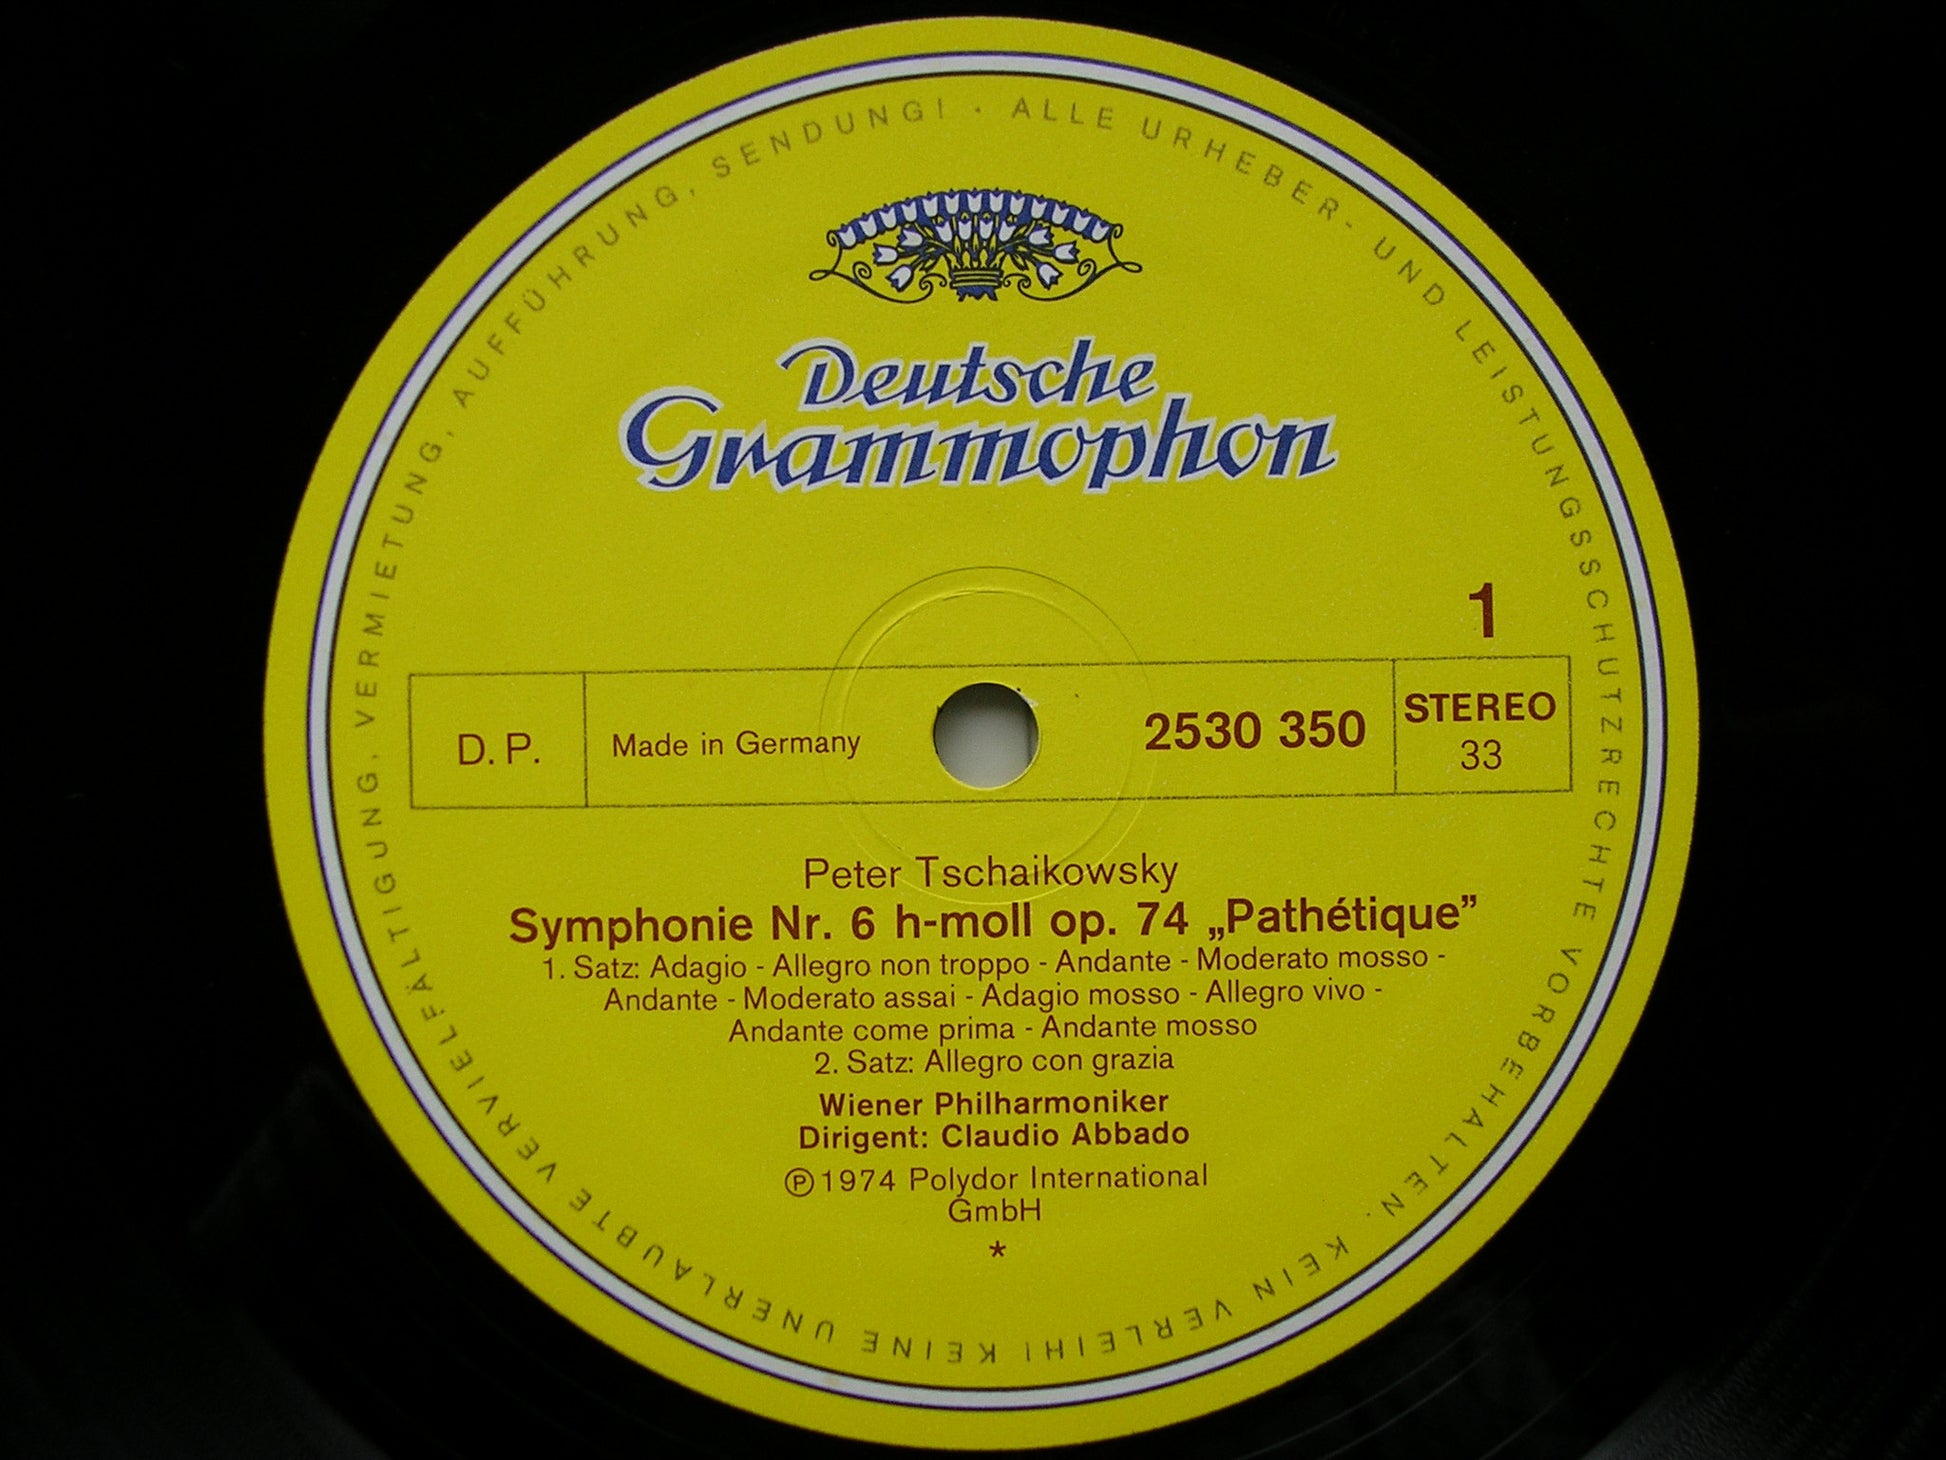 ALLE URHEBER- UND LEISTUNGSSCHUTZRECHTE VORBEHALTEN. KEIN VERLEIH! KEINE UNERLAUBTE VERVIELFÄLTIGUNG, VERMIETUNG, AUFFÜHRUNG, SENDUNG! ·
Deutsche
Grammophon
1
D.P.
Made in Germany
2530 350
STEREO
33
Peter Tschaikowsky
Symphonie Nr. 6 h-moll op. 74 „Pathétique”
1. Satz: Adagio - Allegro non troppo - Andante - Moderato mosso -
Andante - Moderato assai - Adagio mosso - Allegro vivo -
Andante come prima - Andante mosso
2. Satz: Allegro con grazia
Wiener Philharmoniker
Dirigent: Claudio Abbado
℗ 1974 Polydor International
GmbH
*